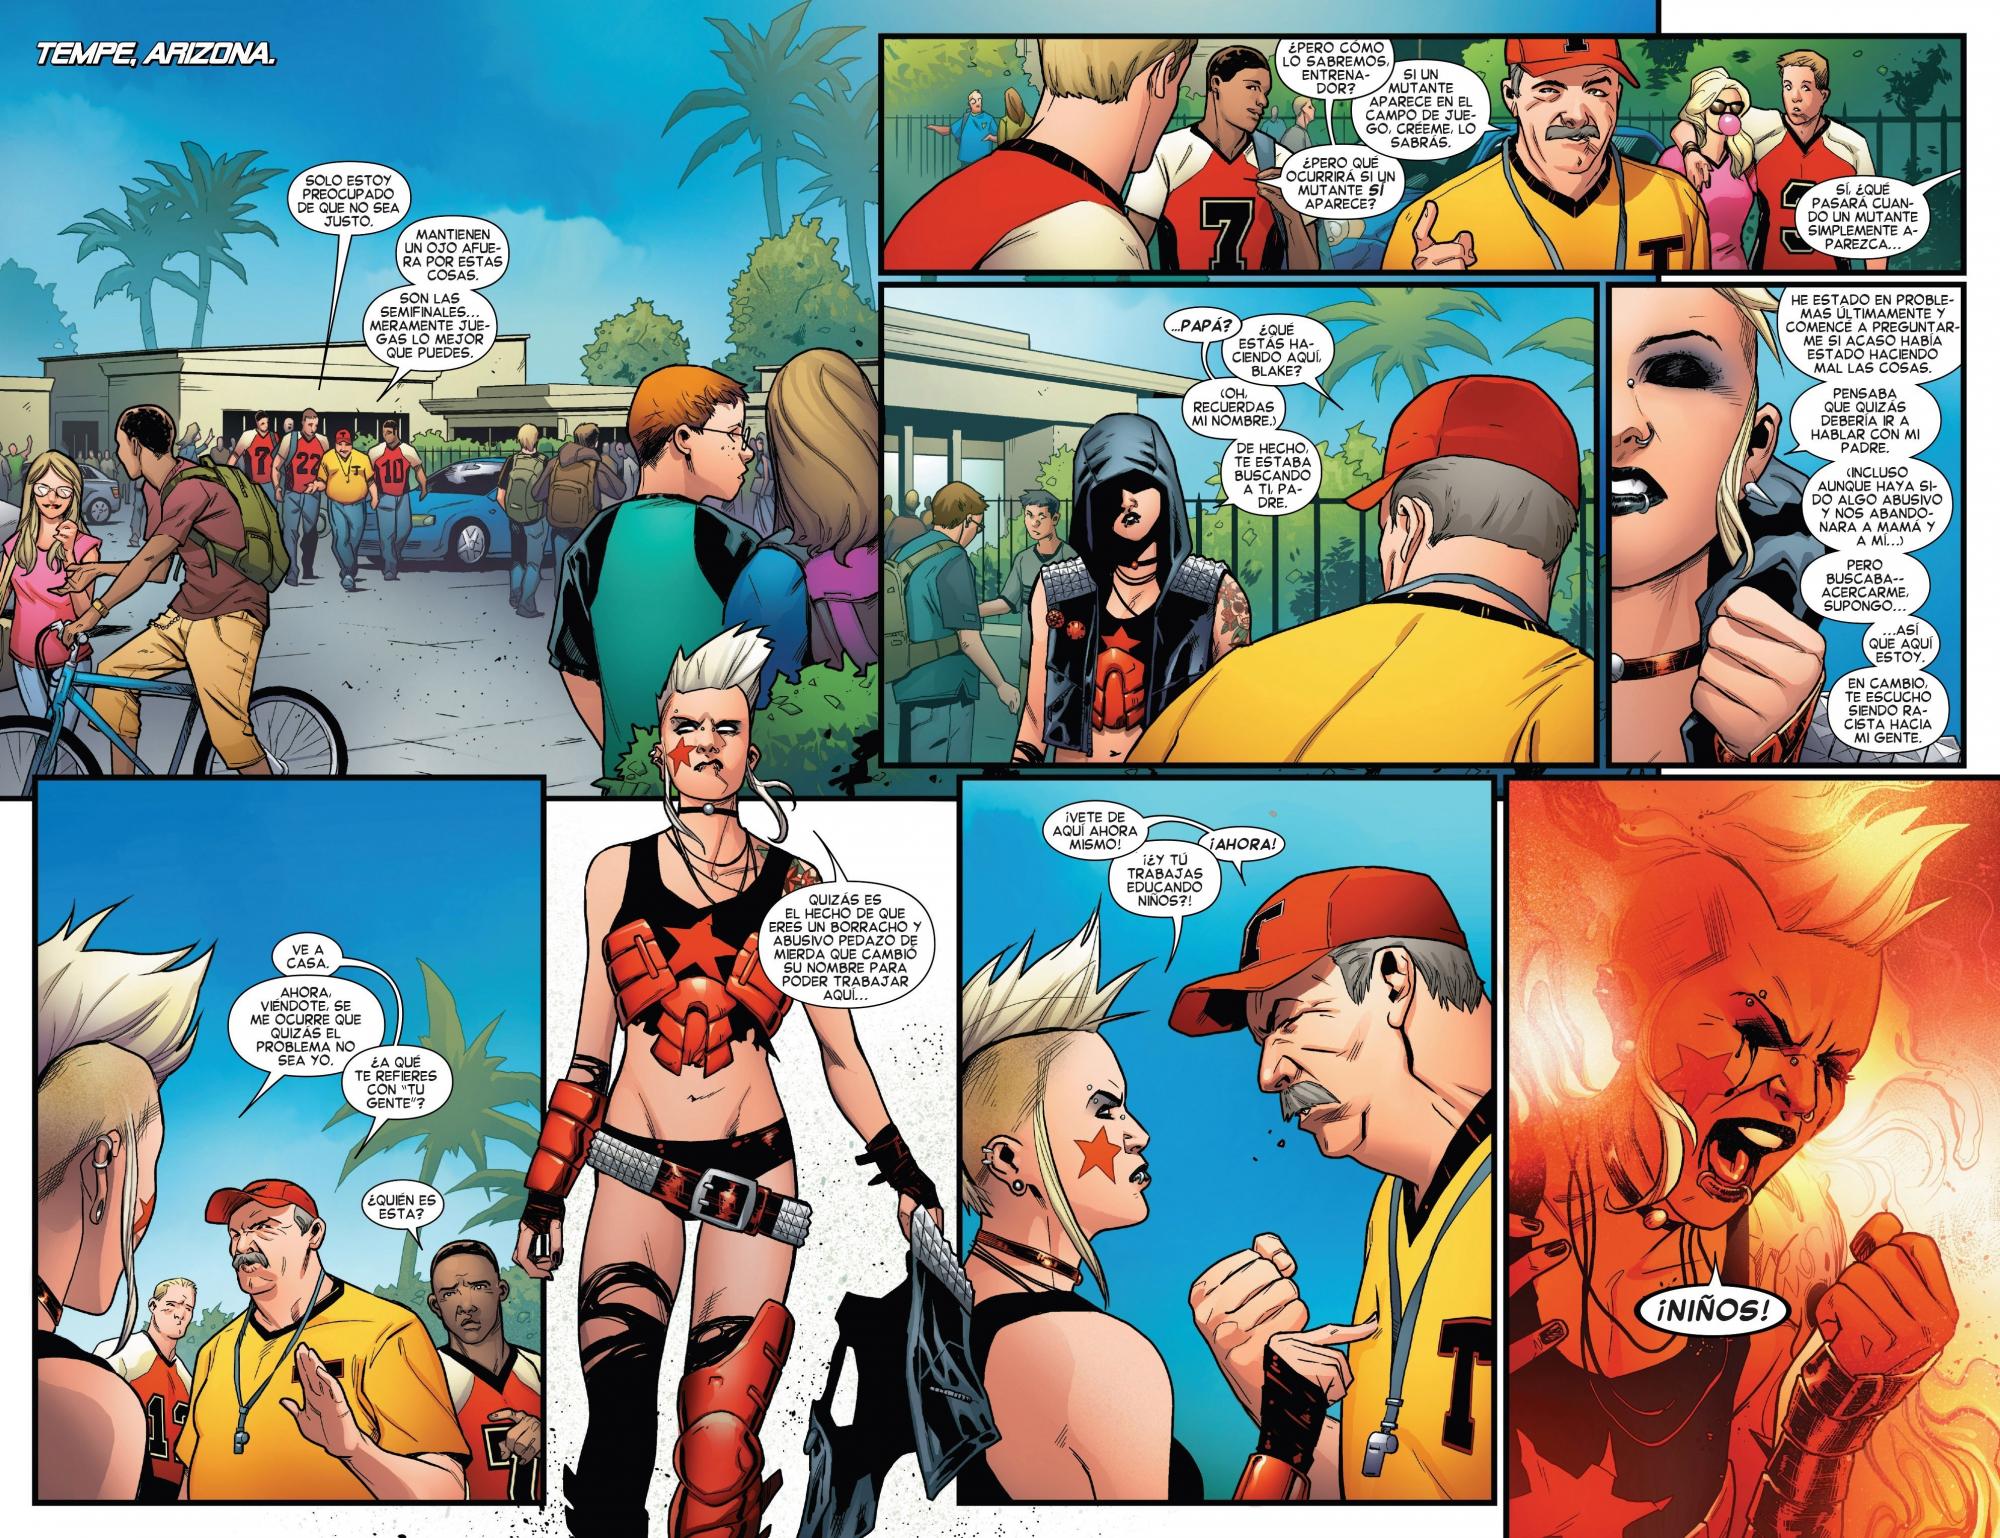 TEMPE, ARIZONA.
SOLO ESTOY
PREOCUPADO
DE QUE NO SEA
JUSTO.
MANTIENEN
UN OJO AFUE-
RA POR ESTAS
COSAS.
SON LAS
SEMIFINALES...
MERAMENTE JUE-
GAS LO MEJOR
QUE PUEDES.
7
22
T
10
¿PERO CÓMO
LO SABREMOS,
ENTRENA-
DOR?
SI UN
MUTANTE
APARECE EN EL
CAMPO DE JUE-
GO, CRÉEME, LO
SABRÁS.
¿PERO QUÉ
OCURRIRÁ SI UN
MUTANTE SÍ
APARECE?
SÍ, ¿QUÉ
PASARÁ CUAN-
DO UN MUTANTE
SIMPLEMENTE A-
PAREZCA...
7
T
T
3
...PAPÁ?
¿QUÉ
ESTÁS HA-
CIENDO AQUÍ,
BLAKE?
(OH,
RECUERDAS
MI NOMBRE.)
DE HECHO,
TE ESTABA
BUSCANDO
A TI, PA-
DRE.
HE ESTADO EN PROBLE-
MAS ÚLTIMAMENTE Y
COMENCÉ A PREGUNTAR-
ME SI ACASO HABÍA
ESTADO HACIENDO
MAL LAS COSAS.
PENSABA
QUE QUIZÁS
DEBERÍA IR A
HABLAR CON MI
PADRE.
(INCLUSO
AUNQUE HAYA SI-
DO ALGO ABUSIVO
Y NOS ABANDO-
NARA A MAMÁ Y
A MÍ...)
PERO
BUSCABA--
ACERCARME,
SUPONGO...
...ASÍ
QUE AQUÍ
ESTOY.
EN CAMBIO,
TE ESCUCHO
SIENDO RA-
CISTA HACIA
MI GENTE.
VE A
CASA.
AHORA,
VIÉNDOTE, SE
ME OCURRE QUE
QUIZÁS EL
PROBLEMA NO
SEA YO.
¿A QUÉ
TE REFIERES
CON "TU
GENTE"?
¿QUIÉN ES
ESTA?
T
QUIZÁS ES
EL HECHO DE QUE
ERES UN BORRACHO Y
ABUSIVO PEDAZO DE
MIERDA QUE CAMBIÓ
SU NOMBRE PARA
PODER TRABAJAR
AQUÍ...
¡VETE DE
AQUÍ AHORA
MISMO!
¡AHORA!
¡¿Y TÚ
TRABAJAS
EDUCANDO
NIÑOS?!
T
T
¡NIÑOS!